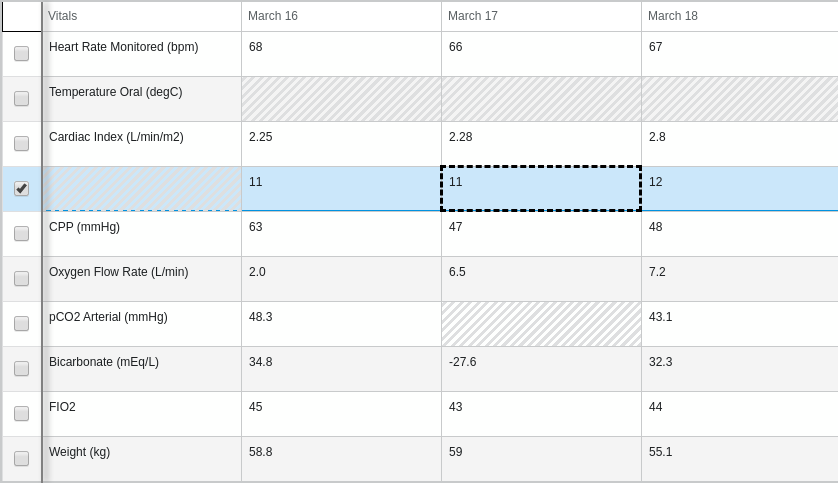 Vitals March 16 March 17 March 18
Heart Rate Monitored (bpm) 68 66 67
Temperature Oral (degC)
Cardiac Index (L/min/m2) 2.25 2.28 2.8
11 11 12
CPP (mmHg) 63 47 48
Oxygen Flow Rate (L/min) 2.0 6.5 7.2
pCO2 Arterial (mmHg) 48.3 43.1
Bicarbonate (mEq/L) 34.8 -27.6 32.3
FIO2 45 43 44
Weight (kg) 58.8 59 55.1